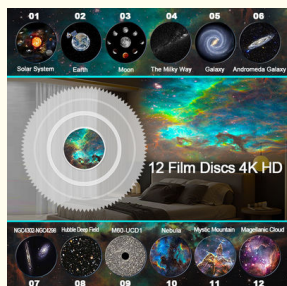 01 02 03 04 05 06
Solar System Earth Moon The Milky Way Galaxy Andromeda Galaxy
12 Film Discs 4K HD
NGC4302-NGC4298 Hubble Deep Field M60-UCD1 Nebula Mystic Mountain Magellanic Cloud
07 08 09 10 11 12